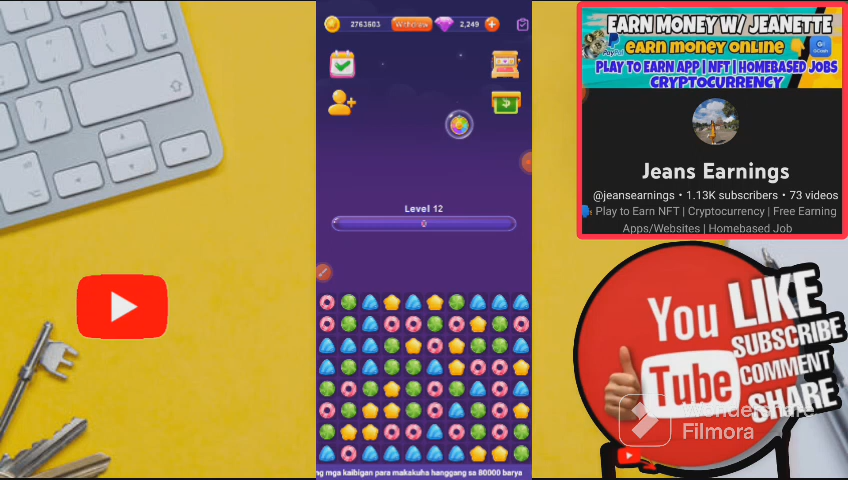 2763603
Withdraw
2,249
Level 12
0
ng mga kaibigan para makakuha hanggang sa 80000 barya
EARN MONEY W/ JEANETTE
earn money online
PLAY TO EARN APP | NFT | HOMEBASED JOBS
CRYPTOCURRENCY
Jeans Earnings
@jeansearnings • 1.13K subscribers • 73 videos
Play to Earn NFT | Cryptocurrency | Free Earning
Apps/Websites | Homebased Job
You
Tube
LIKE
SUBSCRIBE
COMMENT
SHARE
Wondershare
Filmora